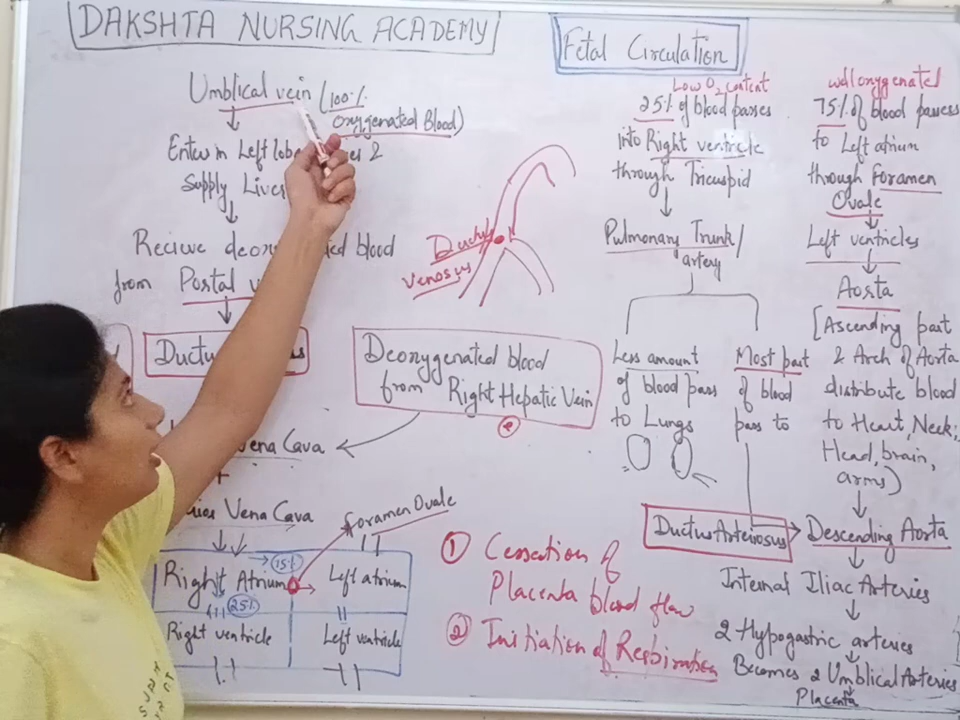 DAKSHTA NURSING ACADEMY
Fetal Circulation
Umblical vein (100%
oxygenated Blood)
Enters in Left
2
Supply Liver
Recieve
blood
from Portal
Ductus
Vena Cava
Vena Cava
Right Atrium
75%
25%
Left atrium
Right ventricle
Left ventricle
Foramen Ovale
Ductus
Venosus
Deoxygenated blood
from Right Hepatic Vein
e
① Cessation of
Placenta blood flow
② Initiation of Respiration
Low O2 content
25% of blood passes
into Right ventricle
through Tricuspid
Pulmonary Trunk/
artery
Less amount
of blood pass
to Lungs
Most part
of blood
pass to
Ductus Arteriosus
well oxygenated
75% of blood passes
to Left atrium
through Foramen
Ovale
Left ventricles
Aorta
[Ascending part
& Arch of Aorta
distribute blood
to Heart, Neck,
Head, brain,
arms)
Descending Aorta
Internal Iliac Arteries
2 Hypogastric arteries
Becomes 2 Umblical Arteries
Placenta